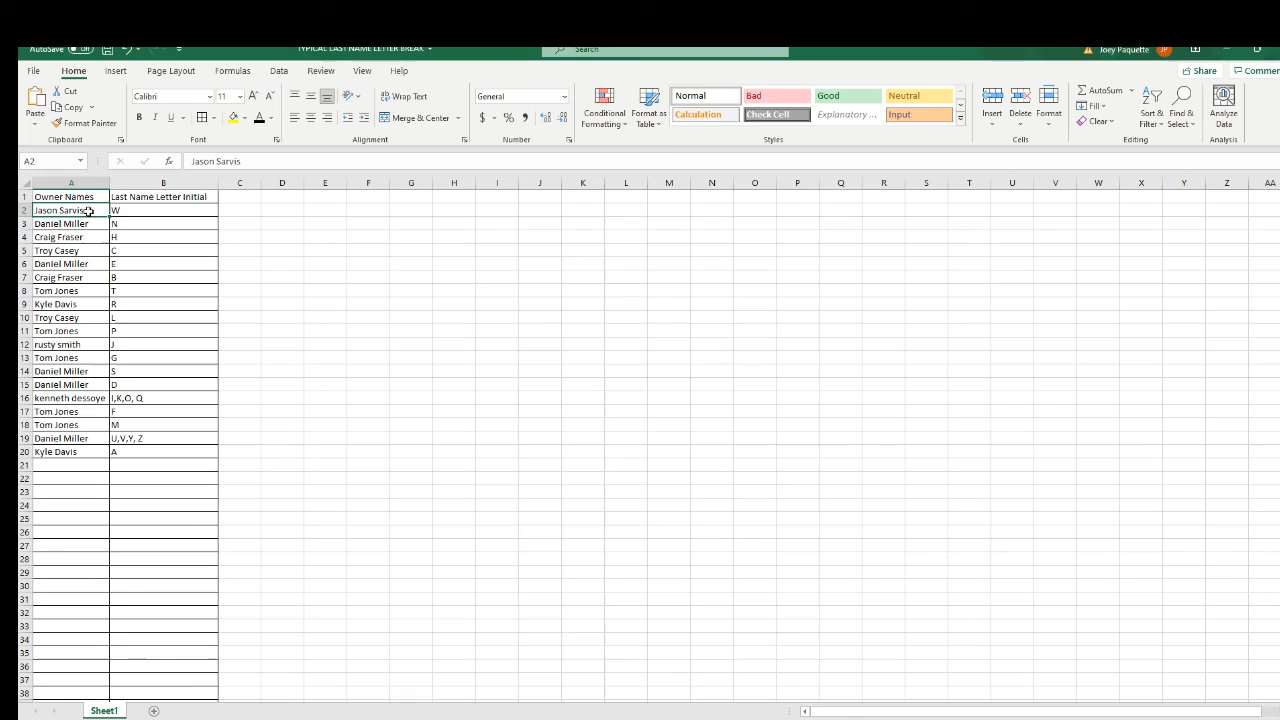 AutoSave Off TYPICAL LAST NAME LETTER BREAK Search Joey Paquette JP
File Home Insert Page Layout Formulas Data Review View Help Share Commen
Paste Cut Copy Format Painter Clipboard
Calibri 11 A A B I U A Font
Wrap Text Merge & Center Alignment
General $ % , Number
Conditional Formatting Format as Table
Normal Bad Good Neutral
Calculation Check Cell Explanatory ... Input
Styles
Insert Delete Format Cells
AutoSum Fill Clear Sort & Filter Find & Select Editing
Analyze Data Analysis
A2 fx Jason Sarvis
A B C D E F G H I J K L M N O P Q R S T U V W X Y Z AA
1 Owner Names Last Name Letter Initial
2 Jason Sarvis W
3 Daniel Miller N
4 Craig Fraser H
5 Troy Casey C
6 Daniel Miller E
7 Craig Fraser B
8 Tom Jones T
9 Kyle Davis R
10 Troy Casey L
11 Tom Jones P
12 rusty smith J
13 Tom Jones G
14 Daniel Miller S
15 Daniel Miller D
16 kenneth dessoye I,K,O, Q
17 Tom Jones F
18 Tom Jones M
19 Daniel Miller U,V,Y, Z
20 Kyle Davis A
21
22
23
24
25
26
27
28
29
30
31
32
33
34
35
36
37
38
Sheet1